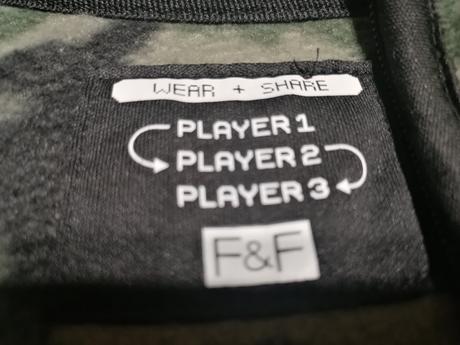 WEAR + SHARE
PLAYER 1
PLAYER 2
PLAYER 3
F&F